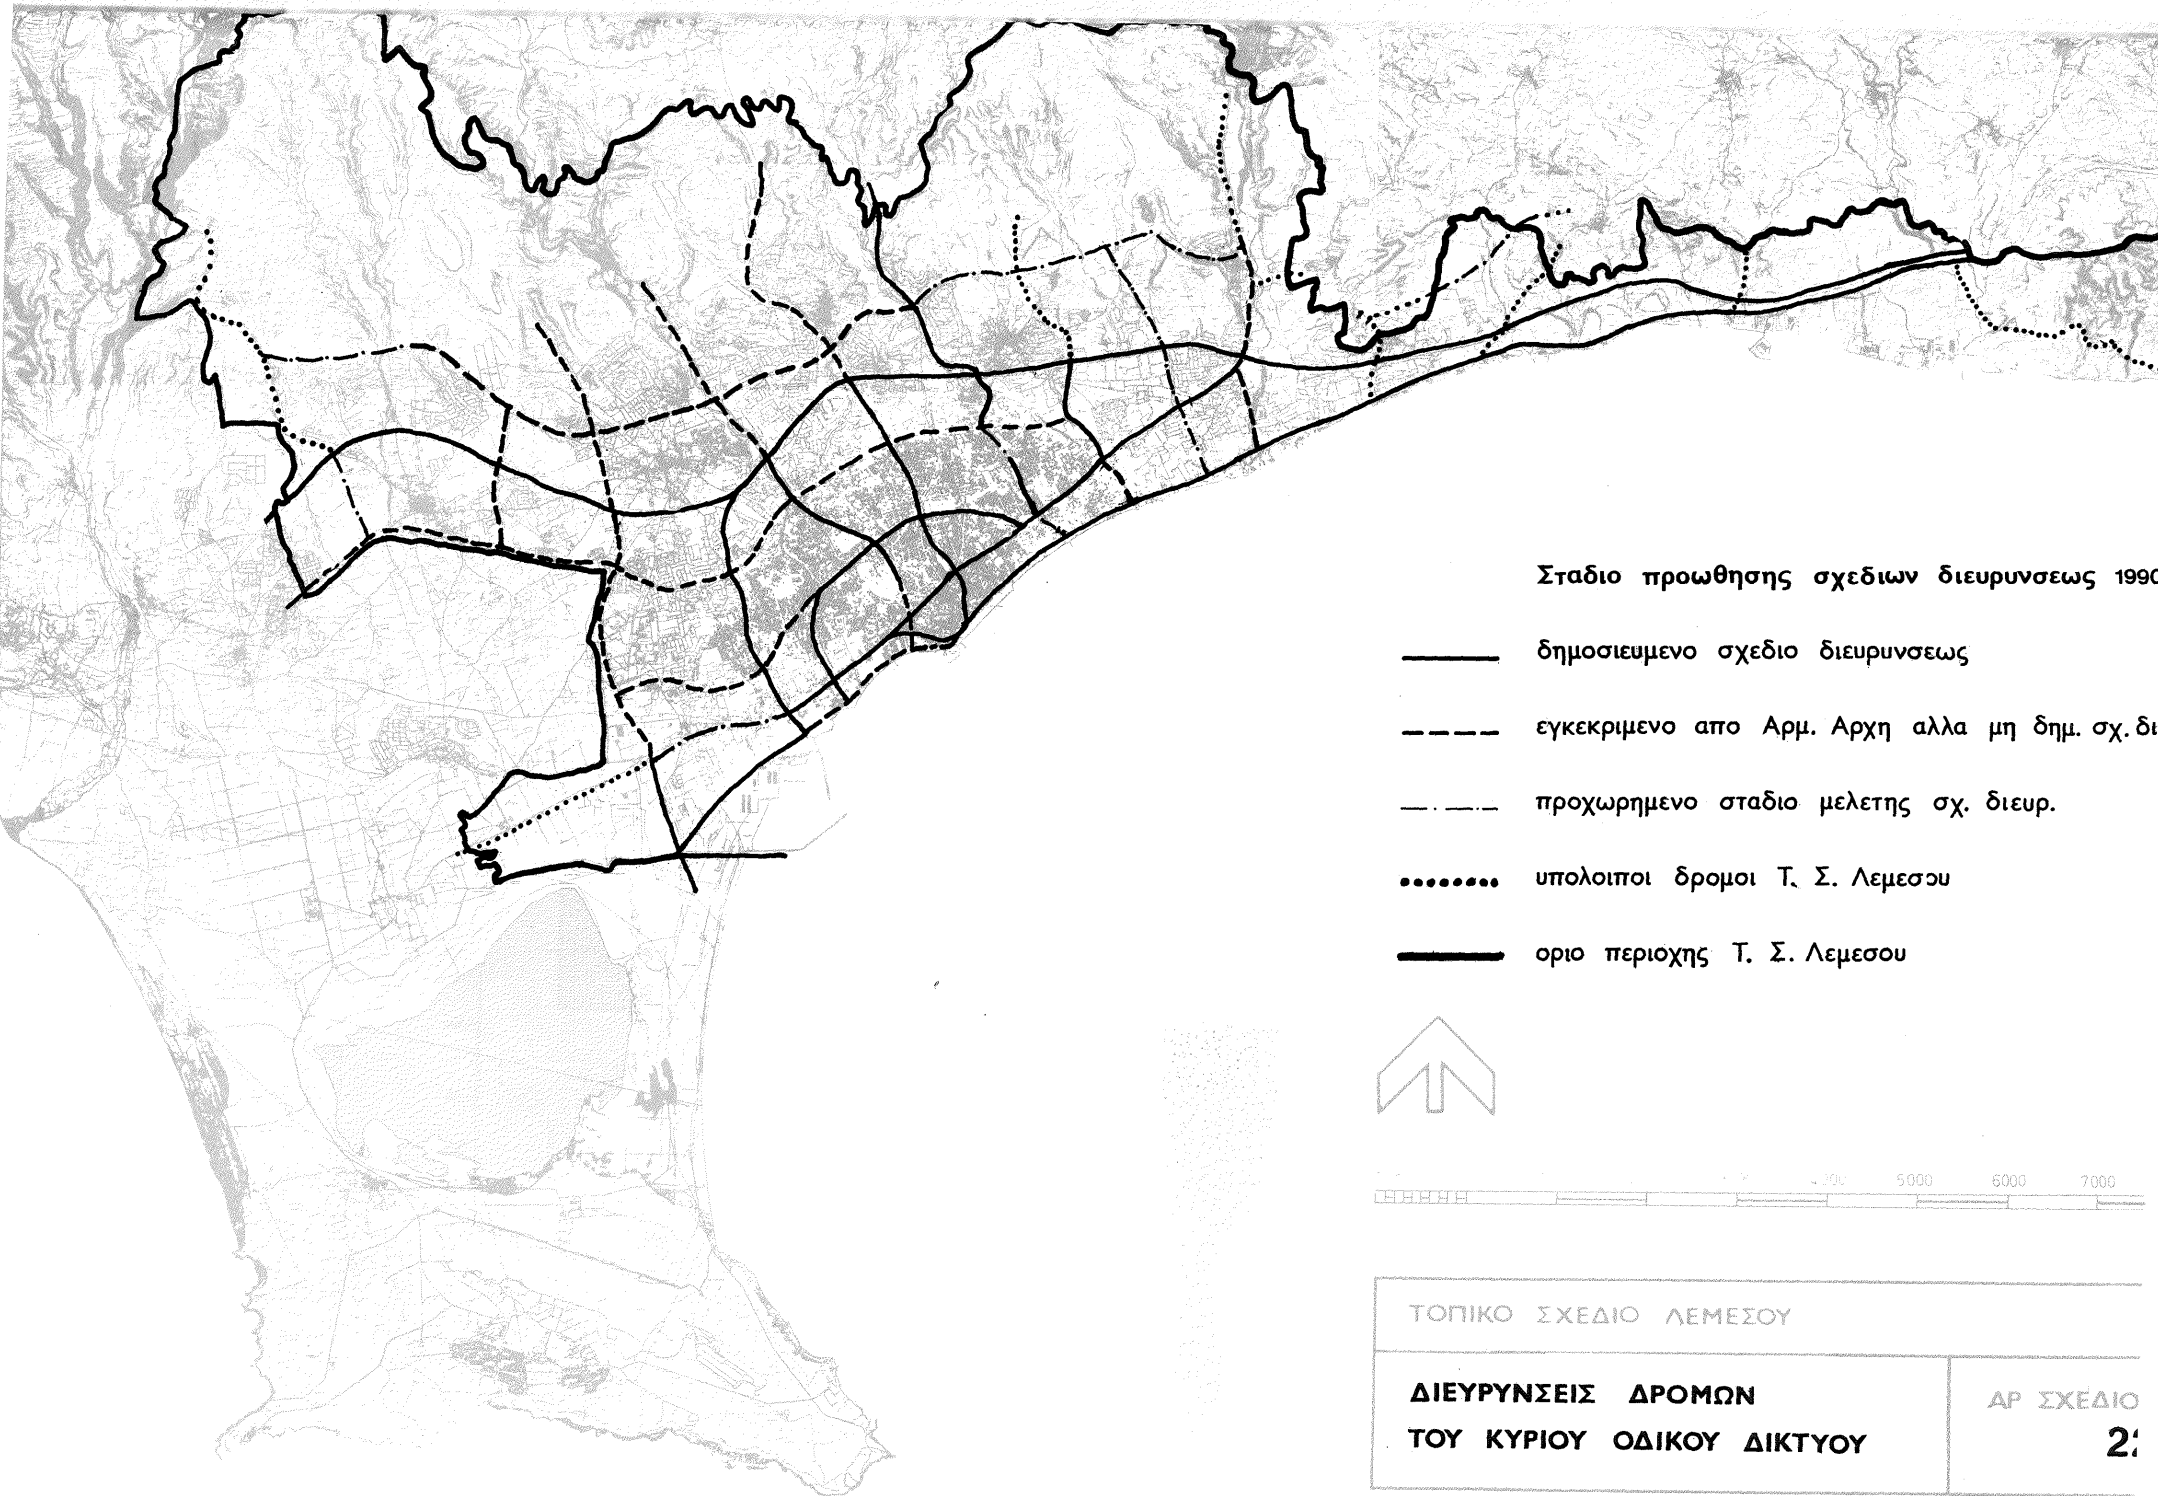 Σταδιο προωθησης σχεδιων διευρυνσεως 1990
δημοσιευμενο σχεδιο διευρυνσεως
εγκεκριμενο απο Αρμ. Αρχη αλλα μη δημ. σχ. δι
προχωρημενο σταδιο μελετης σχ. διευρ.
υπολοιποι δρομοι Τ. Σ. Λεμεσου
οριο περιοχης Τ. Σ. Λεμεσου
5000 6000 7000
ΤΟΠΙΚΟ ΣΧΕΔΙΟ ΛΕΜΕΣΟΥ
ΔΙΕΥΡΥΝΣΕΙΣ ΔΡΟΜΩΝ
ΤΟΥ ΚΥΡΙΟΥ ΟΔΙΚΟΥ ΔΙΚΤΥΟΥ
ΑΡ ΣΧΕΔΙΟ